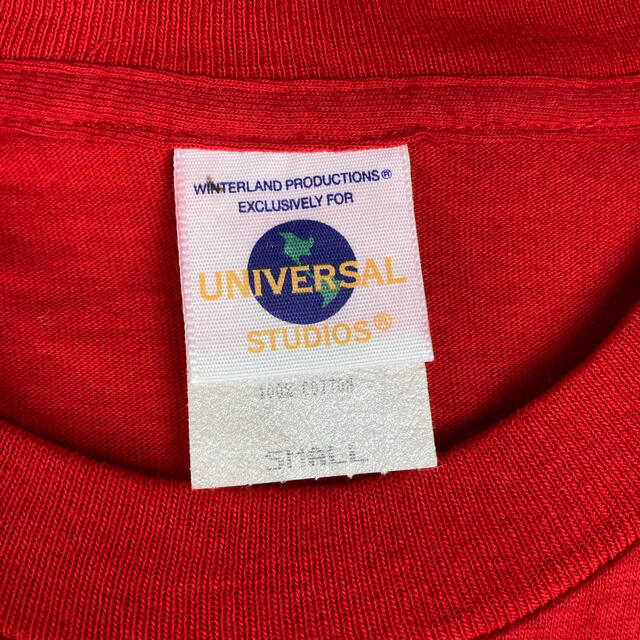 WINTERLAND PRODUCTIONS®
EXCLUSIVELY FOR
UNIVERSAL
STUDIOS®
100% COTTON
SMALL